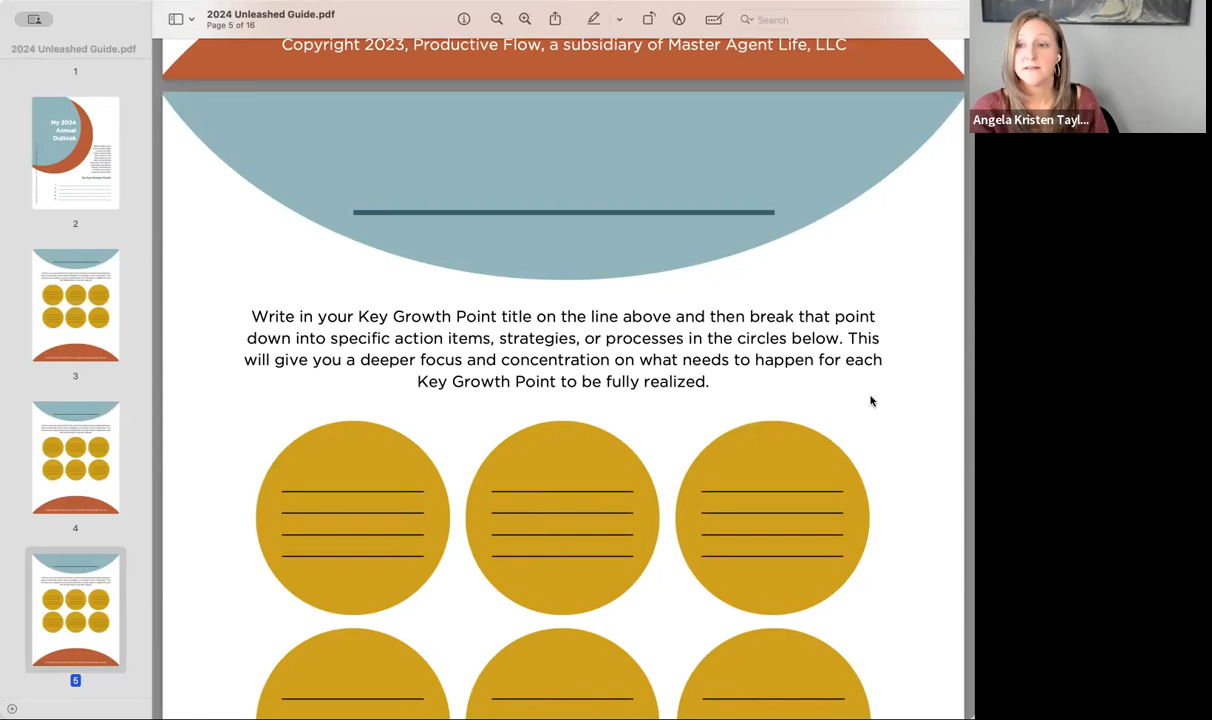 2024 Unleashed Guide.pdf
Page 5 of 16
Search
2024 Unleashed Guide.pdf
1
My 2024
Annual
Outlook
2
3
4
5
Copyright 2023, Productive Flow, a subsidiary of Master Agent Life, LLC
Write in your Key Growth Point title on the line above and then break that point
down into specific action items, strategies, or processes in the circles below. This
will give you a deeper focus and concentration on what needs to happen for each
Key Growth Point to be fully realized.
Angela Kristen Tayl...